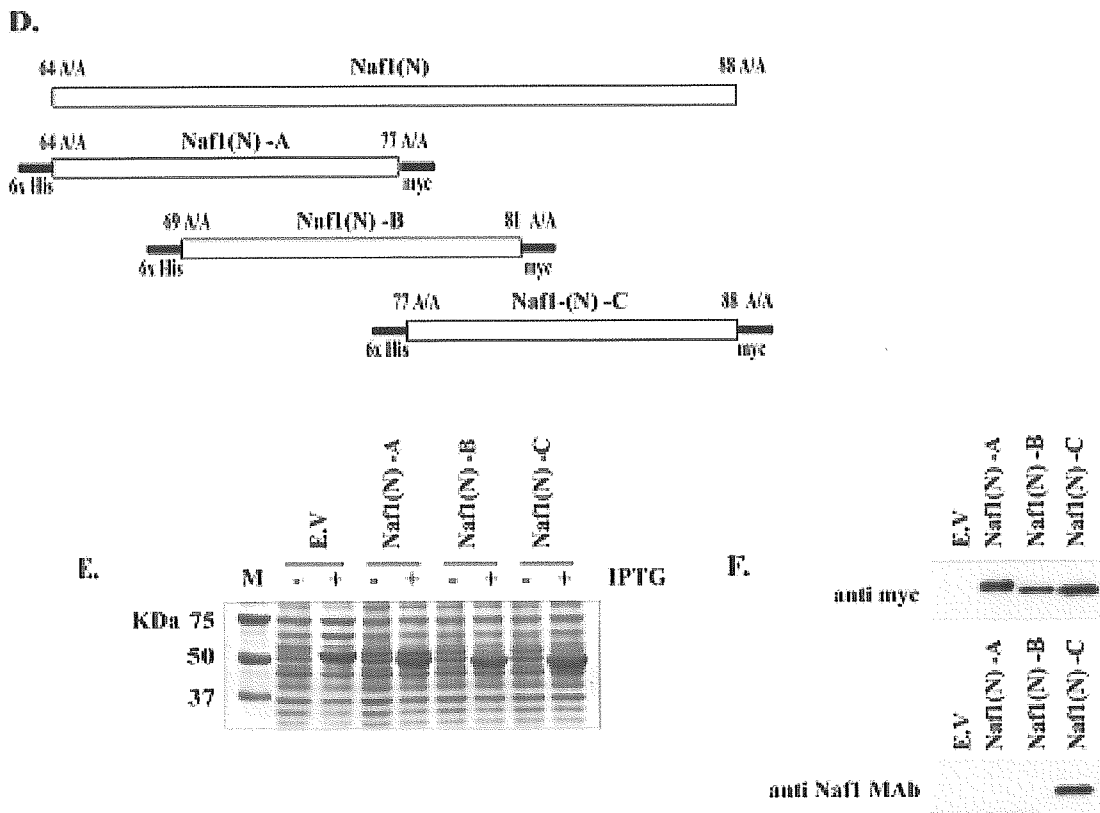 D.
64 A/A Naf1(N) 88 A/A
64 A/A Naf1(N) -A 77 A/A
6x His myc
69 A/A Naf1(N) -B 81 A/A
6x His myc
77 A/A Naf1-(N) -C 88 A/A
6x His myc
E.V
Naf1(N) -A
Naf1(N) -B
Naf1(N) -C
E.
M - + - + - + - + IPTG
KDa 75
50
37
F.
E.V
Naf1(N) -A
Naf1(N) -B
Naf1(N) -C
anti myc
E.V
Naf1(N) -A
Naf1(N) -B
Naf1(N) -C
anti Naf1 MAb